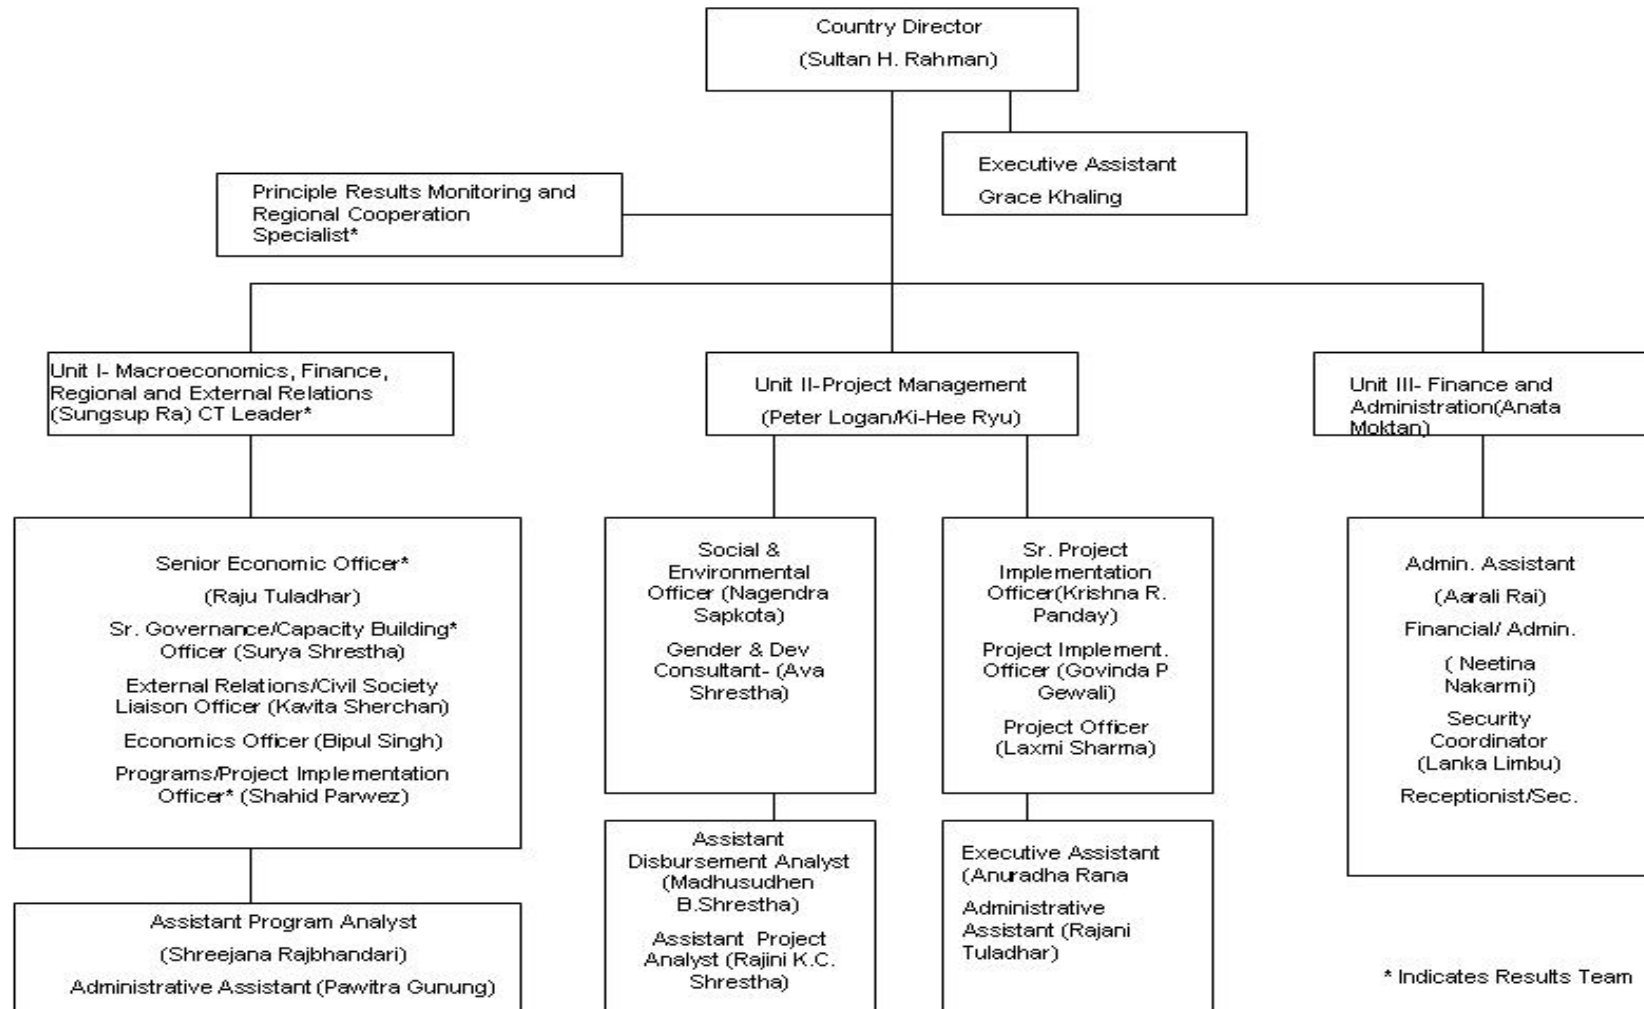 Country Director
(Sultan H. Rahman)
Executive Assistant
Grace Khaling
Principle Results Monitoring and
Regional Cooperation
Specialist*
Unit I- Macroeconomics, Finance,
Regional and External Relations
(Sungsup Ra) CT Leader*
Unit II-Project Management
(Peter Logan/Ki-Hee Ryu)
Unit III- Finance and
Administration(Anata
Moktan)
Senior Economic Officer*
(Raju Tuladhar)
Sr. Governance/Capacity Building*
Officer (Surya Shrestha)
External Relations/Civil Society
Liaison Officer (Kavita Sherchan)
Economics Officer (Bipul Singh)
Programs/Project Implementation
Officer* (Shahid Parwez)
Social &
Environmental
Officer (Nagendra
Sapkota)
Gender & Dev
Consultant- (Ava
Shrestha)
Sr. Project
Implementation
Officer(Krishna R.
Panday)
Project Implement.
Officer (Govinda P
Gewali)
Project Officer
(Laxmi Sharma)
Admin. Assistant
(Aarali Rai)
Financial/ Admin.
( Neetina
Nakarmi)
Security
Coordinator
(Lanka Limbu)
Receptionist/Sec.
Assistant Program Analyst
(Shreejana Rajbhandari)
Administrative Assistant (Pawitra Gunung)
Assistant
Disbursement Analyst
(Madhusudhen
B.Shrestha)
Assistant Project
Analyst (Rajini K.C.
Shrestha)
Executive Assistant
(Anuradha Rana
Administrative
Assistant (Rajani
Tuladhar)
* Indicates Results Team